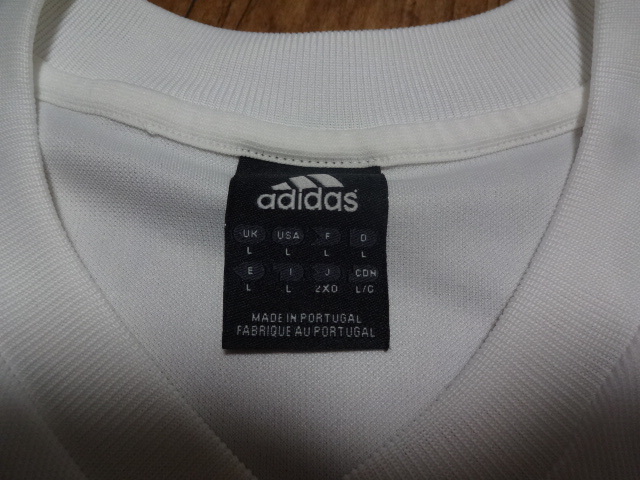 adidas
UK USA F D
L L L L
E I J CDN
L L 2XO L/G
MADE IN PORTUGAL
FABRIQUE AU PORTUGAL